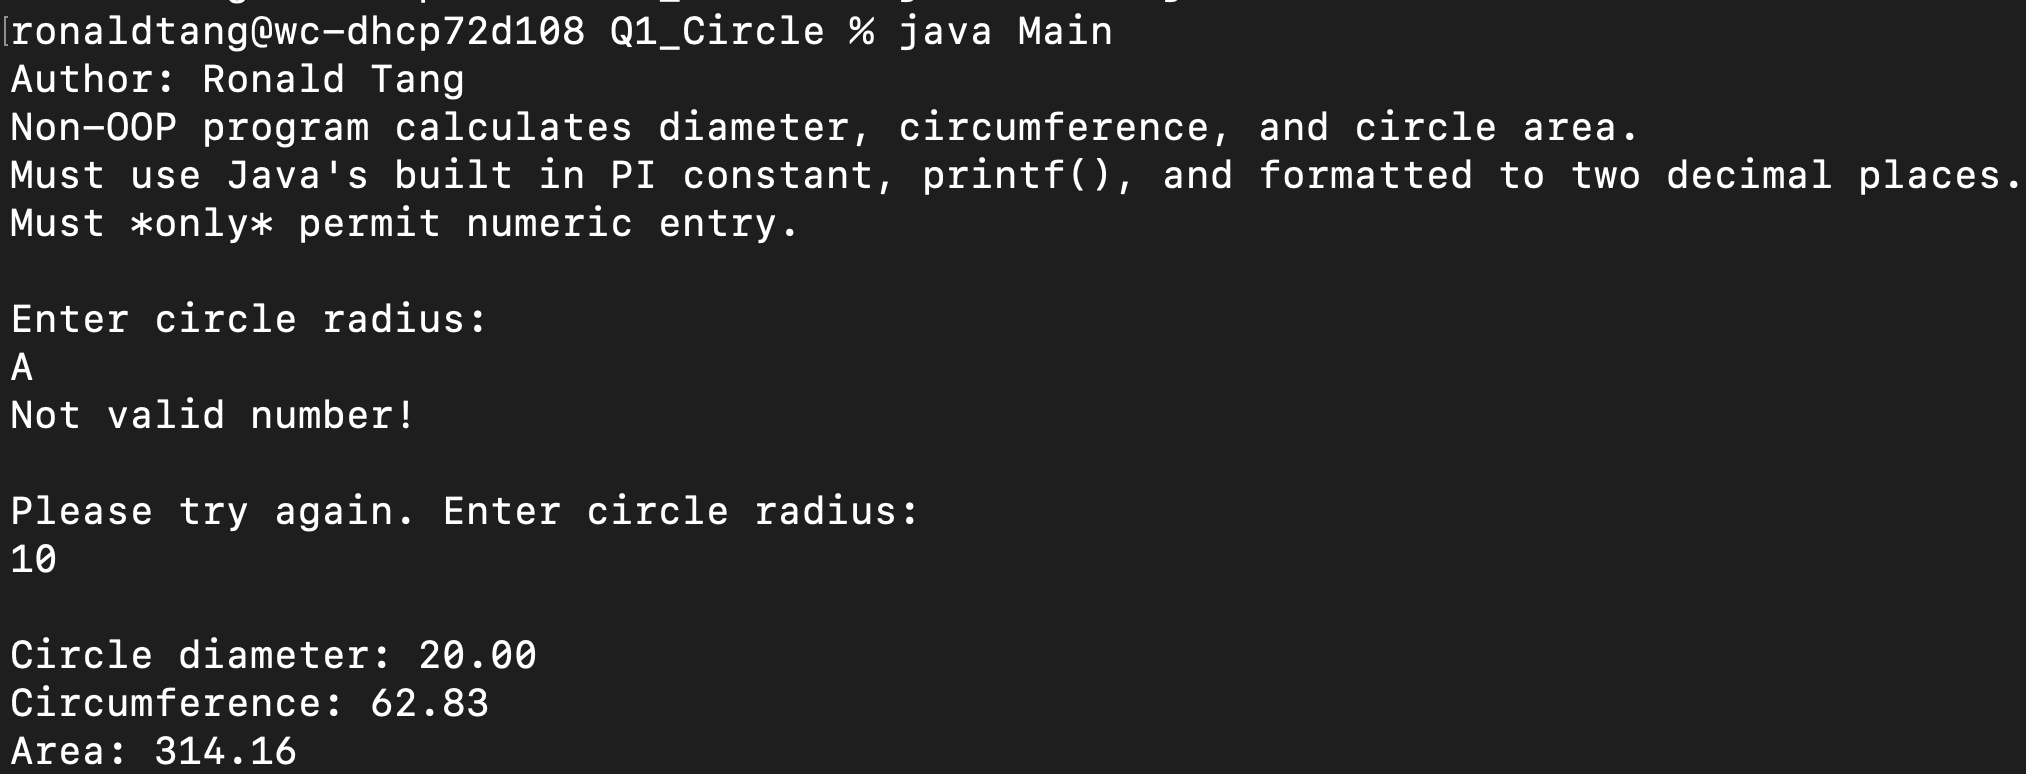 ronaldtang@wc-dhcp72d108 Q1_Circle % java Main
Author: Ronald Tang
Non-OOP program calculates diameter, circumference, and circle area.
Must use Java's built in PI constant, printf(), and formatted to two decimal places.
Must *only* permit numeric entry.
Enter circle radius:
A
Not valid number!
Please try again. Enter circle radius:
10
Circle diameter: 20.00
Circumference: 62.83
Area: 314.16